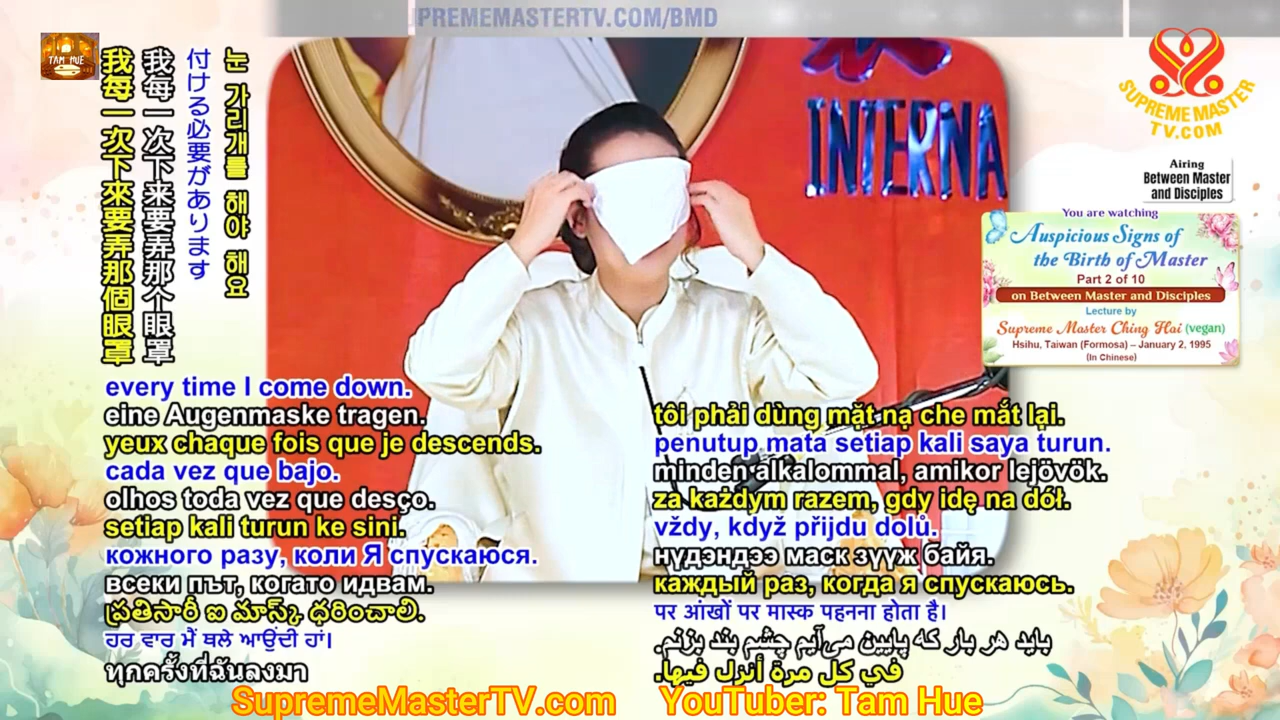 PREMEMASTERTV.COM/BMD
TAM HUE
我每一次下來要弄那個眼罩
我每一次下来要弄那个眼罩
付ける必要があります
눈 가리개를 해야 해요
INTERNA
SUPREME MASTER
TV.COM
Airing
Between Master
and Disciples
You are watching
Auspicious Signs of
the Birth of Master
Part 2 of 10
on Between Master and Disciples
Lecture by
Supreme Master Ching Hai (vegan)
Hsihu, Taiwan (Formosa) – January 2, 1995
(In Chinese)
every time I come down.
eine Augenmaske tragen.
yeux chaque fois que je descends.
cada vez que bajo.
olhos toda vez que desço.
setiap kali turun ke sini.
кожного разу, коли Я спускаюся.
всеки път, когато идвам.
ప్రతిసారీ ఐ మాస్క్ ధరించాలి.
ਹਰ ਵਾਰ ਮੈਂ ਥਲੇ ਆਉਂਦੀ ਹਾਂ।
ทุกครั้งที่ฉันลงมา
tôi phải dùng mặt nạ che mắt lại.
penutup mata setiap kali saya turun.
minden alkalommal, amikor lejövök.
za każdym razem, gdy idę na dół.
vždy, když přijdu dolů.
нүдэндээ маск зүүж байя.
каждый раз, когда я спускаюсь.
पर आंखों पर मास्क पहनना होता है।
باید هر بار که پایین می‌آیم چشم بند بزنم.
في كل مرة أنزل فيها.
SupremeMasterTV.com
YouTuber: Tam Hue